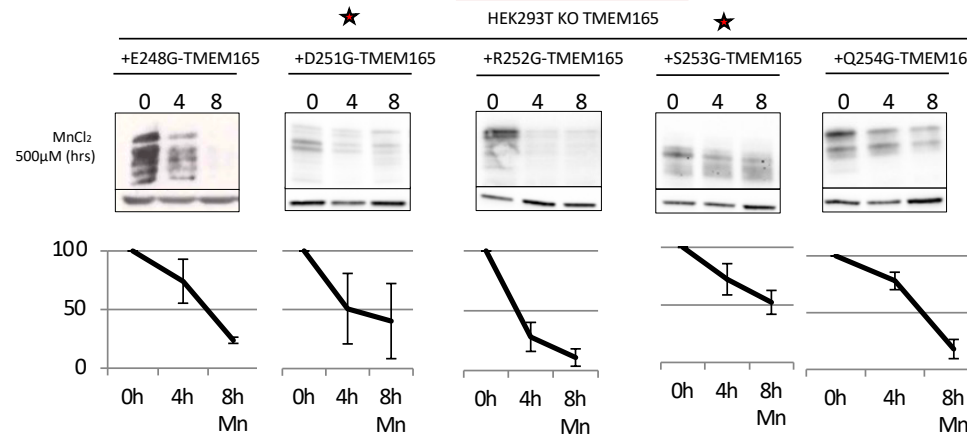 HEK293T KO TMEM165
+E248G-TMEM165 +D251G-TMEM165 +R252G-TMEM165 +S253G-TMEM165 +Q254G-TMEM16
0 4 8 0 4 8 0 4 8 0 4 8 0 4 8
MnCl₂
500µM (hrs)
100
50
0
0h 4h 8h 0h 4h 8h 0h 4h 8h 0h 4h 8h 0h 4h 8h
Mn Mn Mn Mn Mn